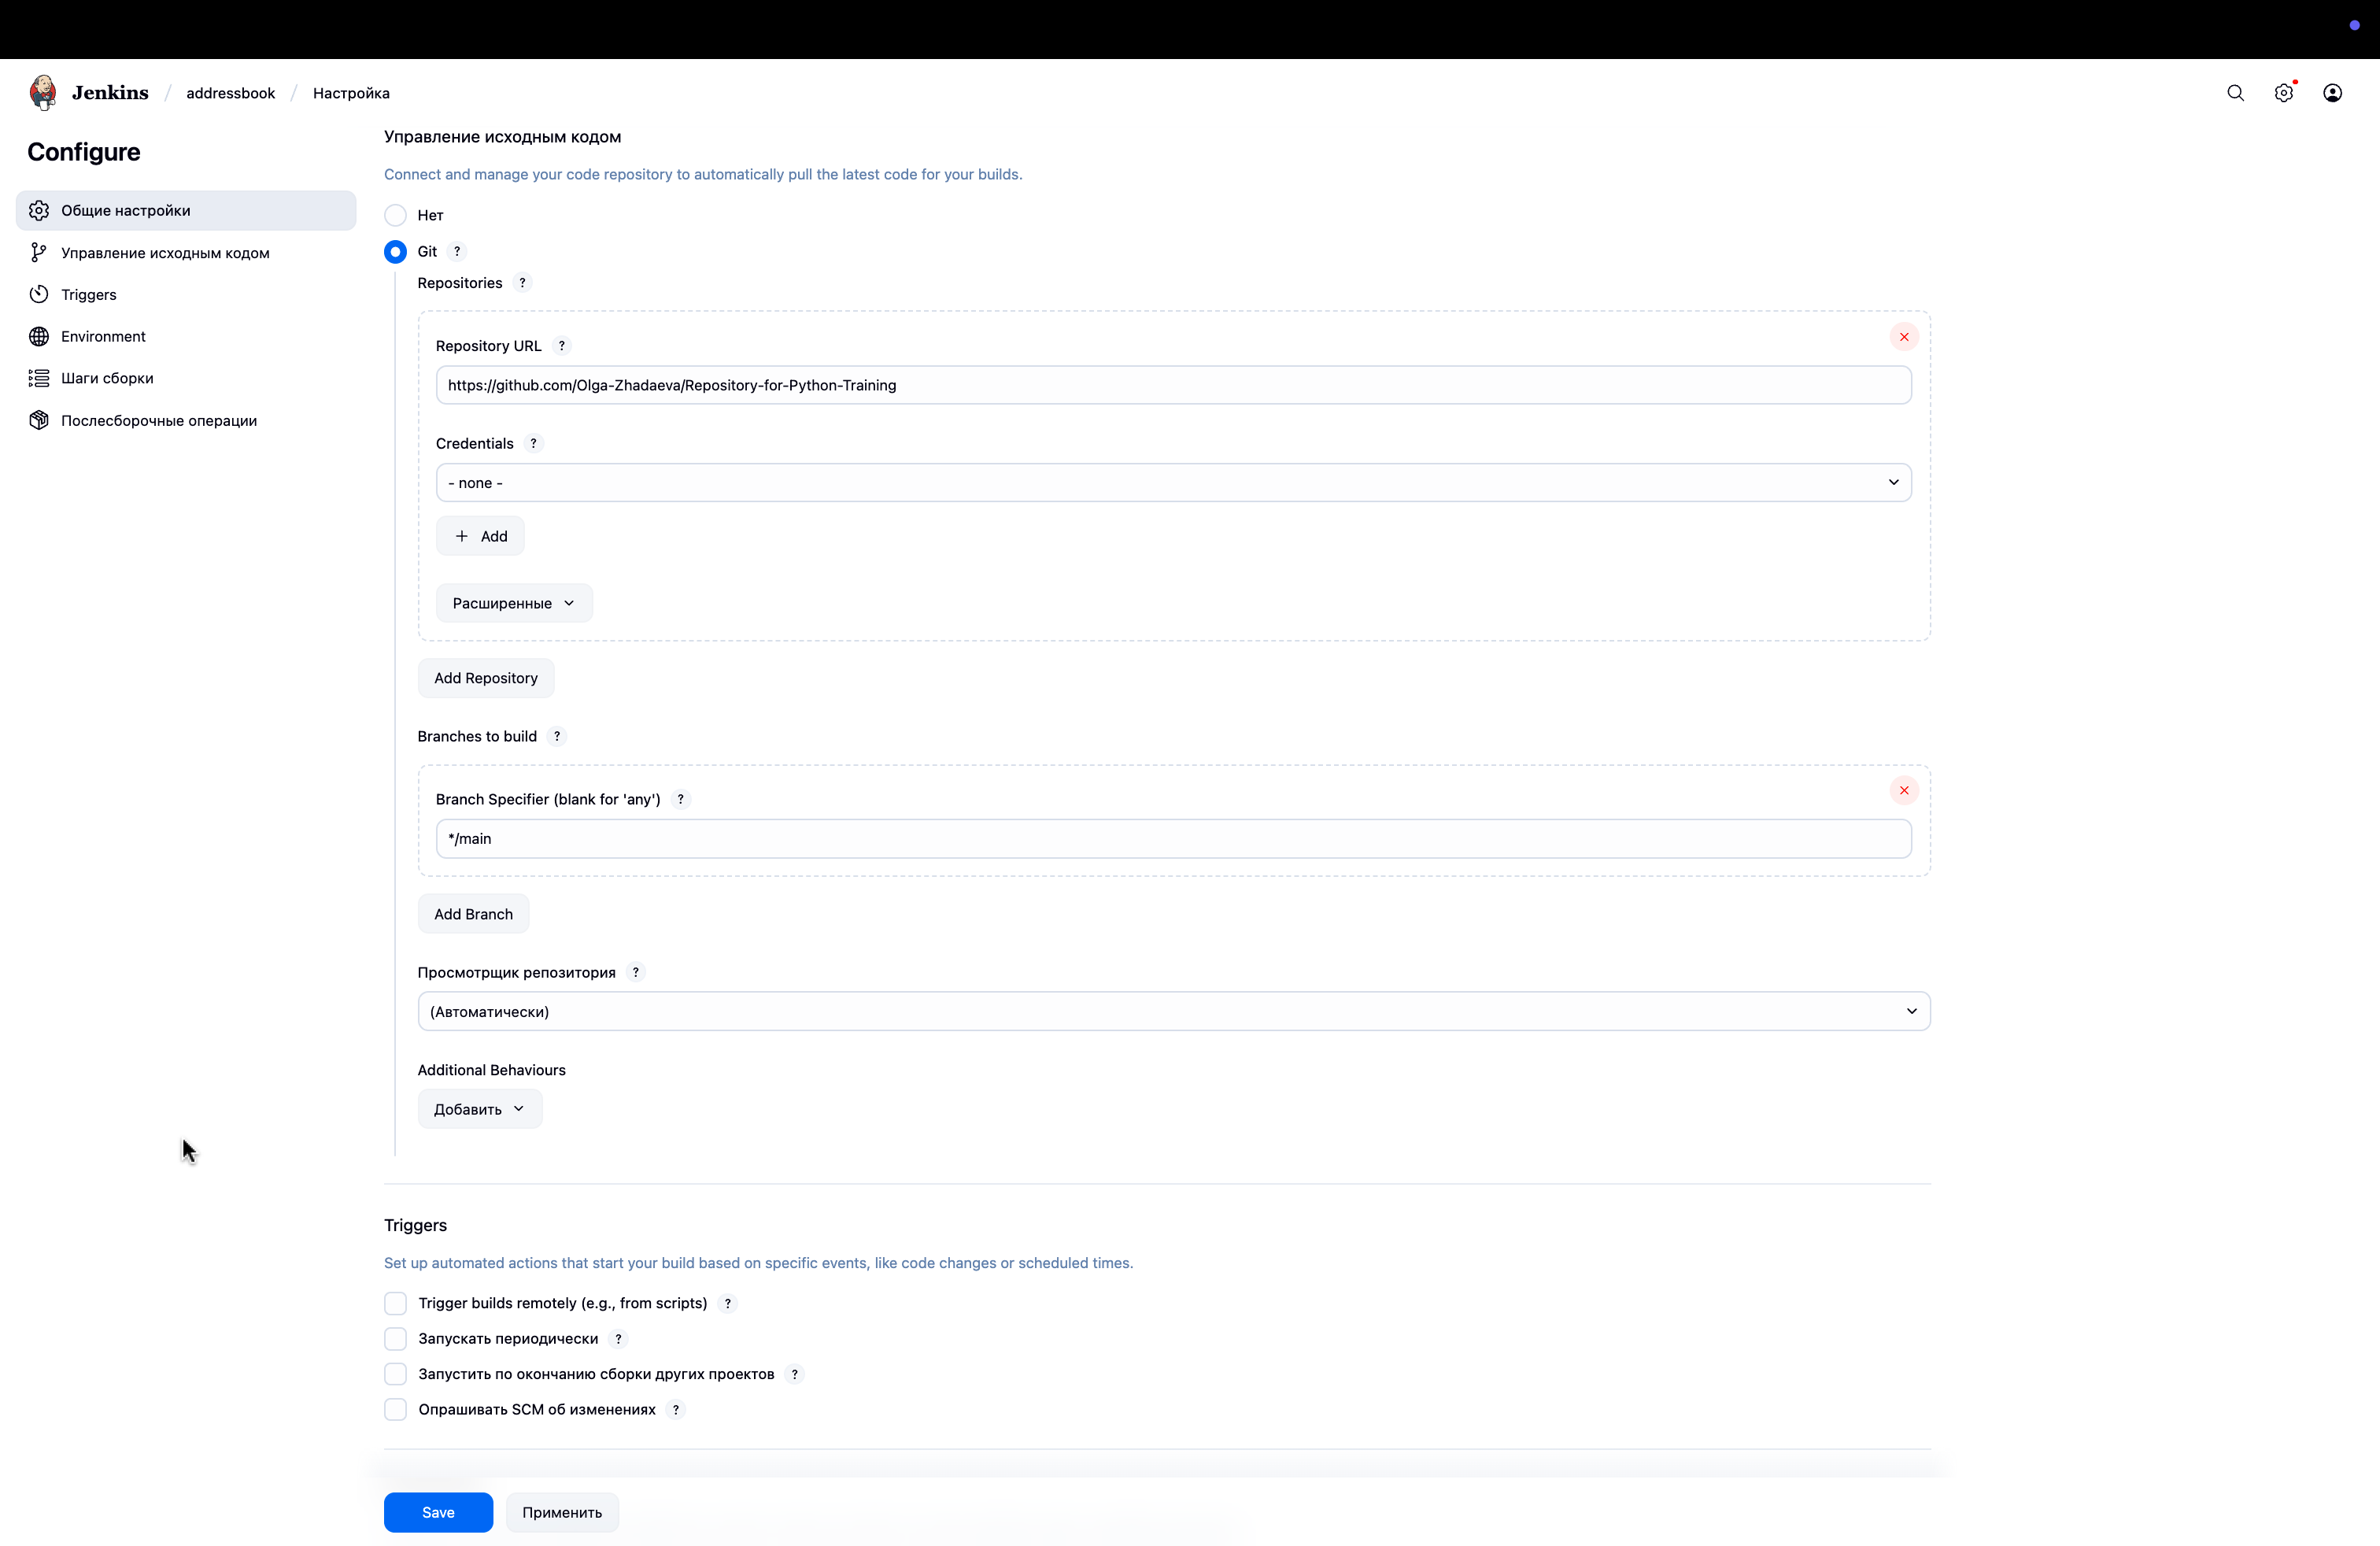 Jenkins / addressbook / Настройка
Configure
Общие настройки
Управление исходным кодом
Triggers
Environment
Шаги сборки
Послесборочные операции
Управление исходным кодом
Connect and manage your code repository to automatically pull the latest code for your builds.
Нет
Git ?
Repositories ?
Repository URL ?
https://github.com/Olga-Zhadaeva/Repository-for-Python-Training
Credentials ?
- none -
+ Add
Расширенные
Add Repository
Branches to build ?
Branch Specifier (blank for 'any') ?
*/main
Add Branch
Просмотрщик репозитория ?
(Автоматически)
Additional Behaviours
Добавить
Triggers
Set up automated actions that start your build based on specific events, like code changes or scheduled times.
Trigger builds remotely (e.g., from scripts) ?
Запускать периодически ?
Запустить по окончанию сборки других проектов ?
Опрашивать SCM об изменениях ?
Save
Применить